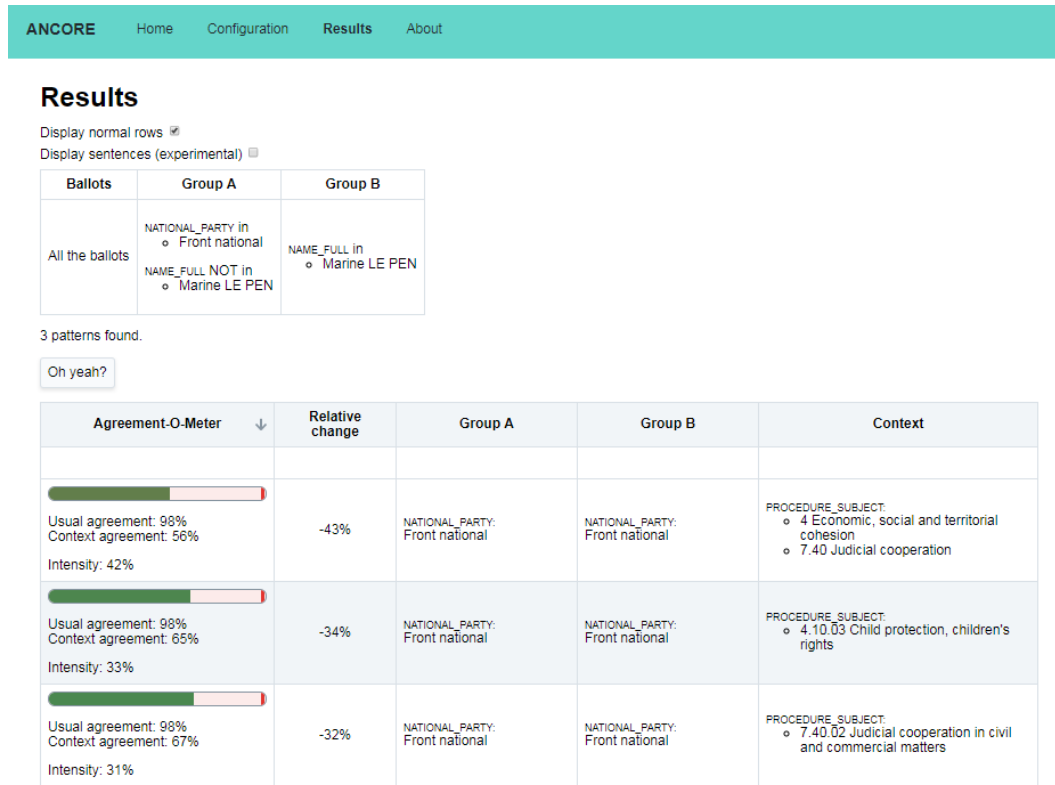 ANCORE Home Configuration Results About
Results
Display normal rows
Display sentences (experimental)
Ballots Group A Group B
All the ballots
NATIONAL_PARTY in
Front national
NAME_FULL NOT in
Marine LE PEN
NAME_FULL in
Marine LE PEN
3 patterns found.
Oh yeah?
Agreement-O-Meter ↓ Relative change Group A Group B Context
Usual agreement: 98%
Context agreement: 56%
Intensity: 42%
-43%
NATIONAL_PARTY:
Front national
NATIONAL_PARTY:
Front national
PROCEDURE_SUBJECT:
4 Economic, social and territorial
cohesion
7.40 Judicial cooperation
Usual agreement: 98%
Context agreement: 65%
Intensity: 33%
-34%
NATIONAL_PARTY:
Front national
NATIONAL_PARTY:
Front national
PROCEDURE_SUBJECT:
4.10.03 Child protection, children's
rights
Usual agreement: 98%
Context agreement: 67%
Intensity: 31%
-32%
NATIONAL_PARTY:
Front national
NATIONAL_PARTY:
Front national
PROCEDURE_SUBJECT:
7.40.02 Judicial cooperation in civil
and commercial matters